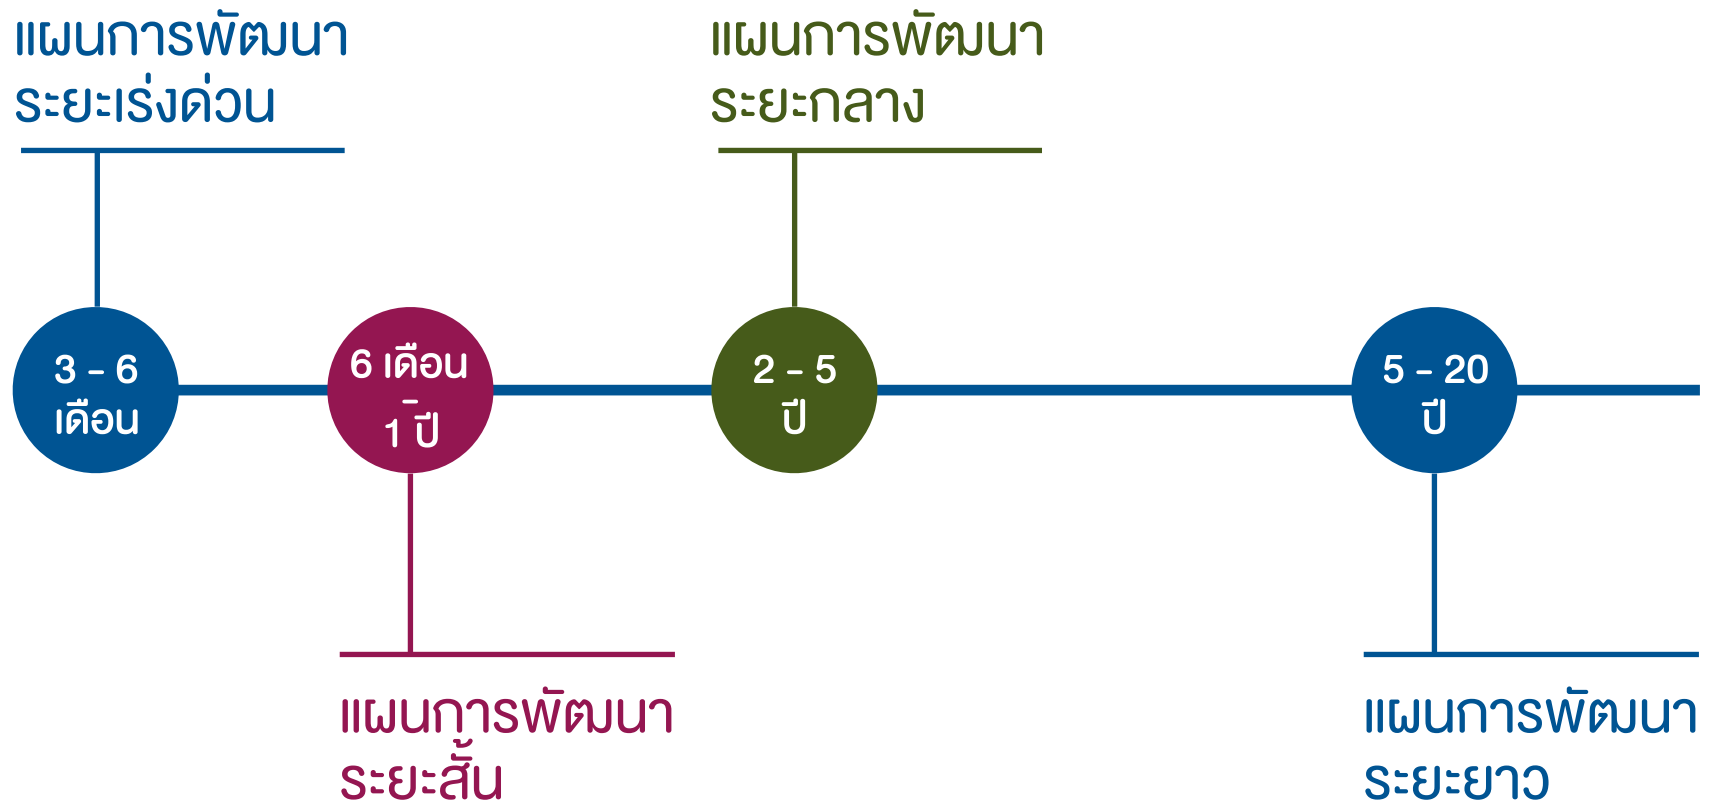 แผนการพัฒนา
ระยะเร่งด่วน
3 - 6
เดือน
6 เดือน
-
1 ปี
แผนการพัฒนา
ระยะสั้น
แผนการพัฒนา
ระยะกลาง
2 - 5
ปี
5 - 20
ปี
แผนการพัฒนา
ระยะยาว